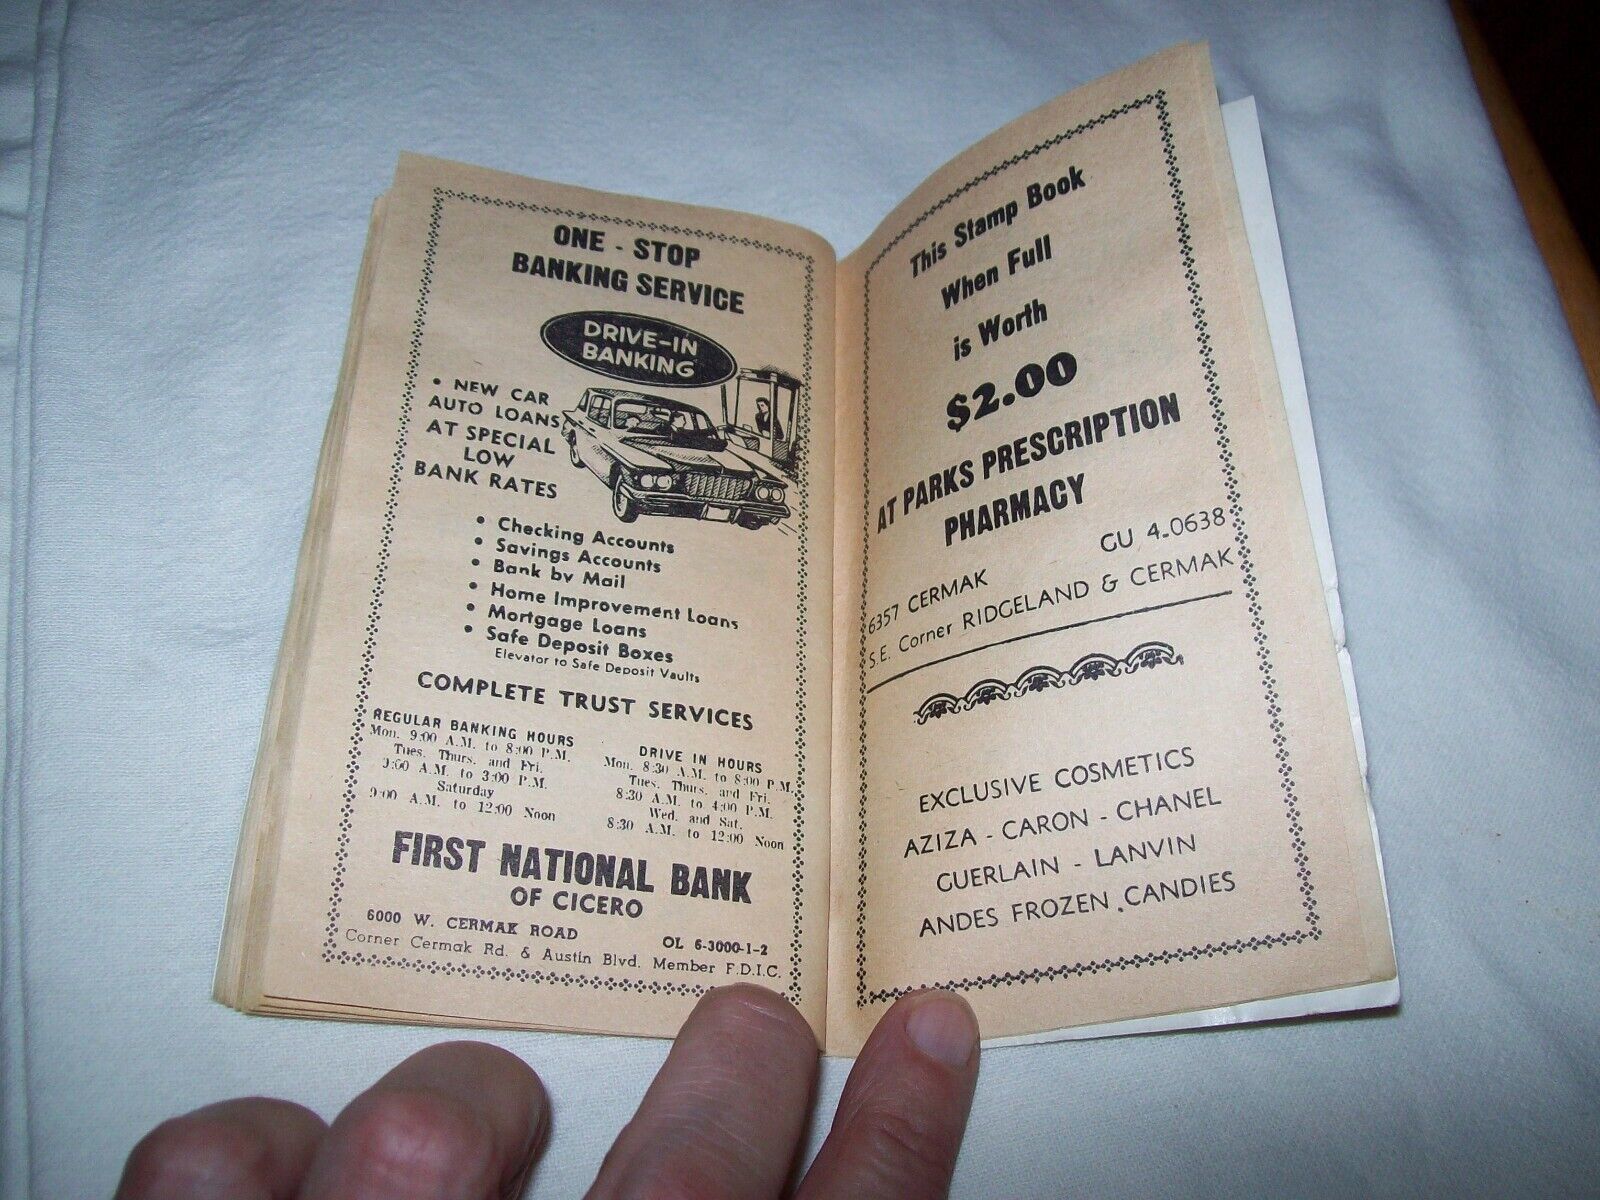 ONE - STOP
BANKING SERVICE
DRIVE-IN
BANKING
• NEW CAR
AUTO LOANS
AT SPECIAL
LOW
BANK RATES
• Checking Accounts
• Savings Accounts
• Bank by Mail
• Home Improvement Loans
• Mortgage Loans
• Safe Deposit Boxes
Elevator to Safe Deposit Vaults
COMPLETE TRUST SERVICES
REGULAR BANKING HOURS
Mon. 9:00 A.M. to 8:00 P.M.
Tues. Thurs. and Fri.
9:00 A.M. to 3:00 P.M.
Saturday
9:00 A.M. to 12:00 Noon
DRIVE IN HOURS
Mon. 8:30 A.M. to 8:00 P.M.
Tues. Thurs. and Fri.
8:30 A.M. to 4:00 P.M.
Wed. and Sat.
8:30 A.M. to 12:00 Noon
FIRST NATIONAL BANK
OF CICERO
6000 W. CERMAK ROAD OL 6-3000-1-2
Corner Cermak Rd. & Austin Blvd. Member F.D.I.C.
This Stamp Book
When Full
is Worth
$2.00
AT PARKS PRESCRIPTION
PHARMACY
GU 4-0638
6357 CERMAK
S.E. Corner RIDGELAND & CERMAK
EXCLUSIVE COSMETICS
AZIZA - CARON - CHANEL
GUERLAIN - LANVIN
ANDES FROZEN CANDIES